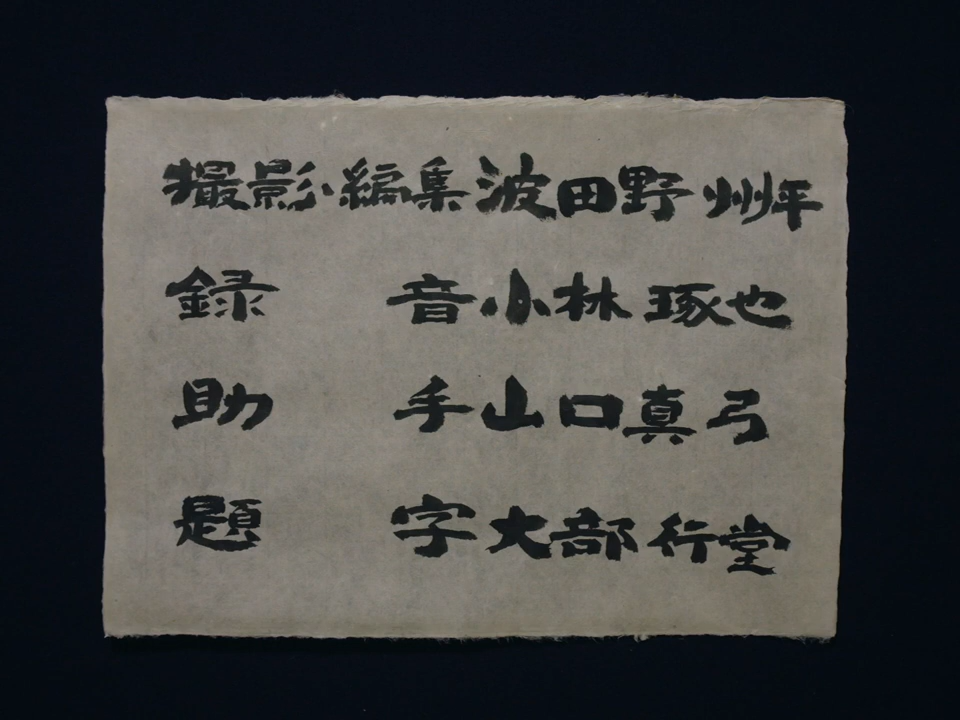 撮影・編集 波田野 州平
録音 小林 琢也
助手 山口 真弓
題字 大部 行堂